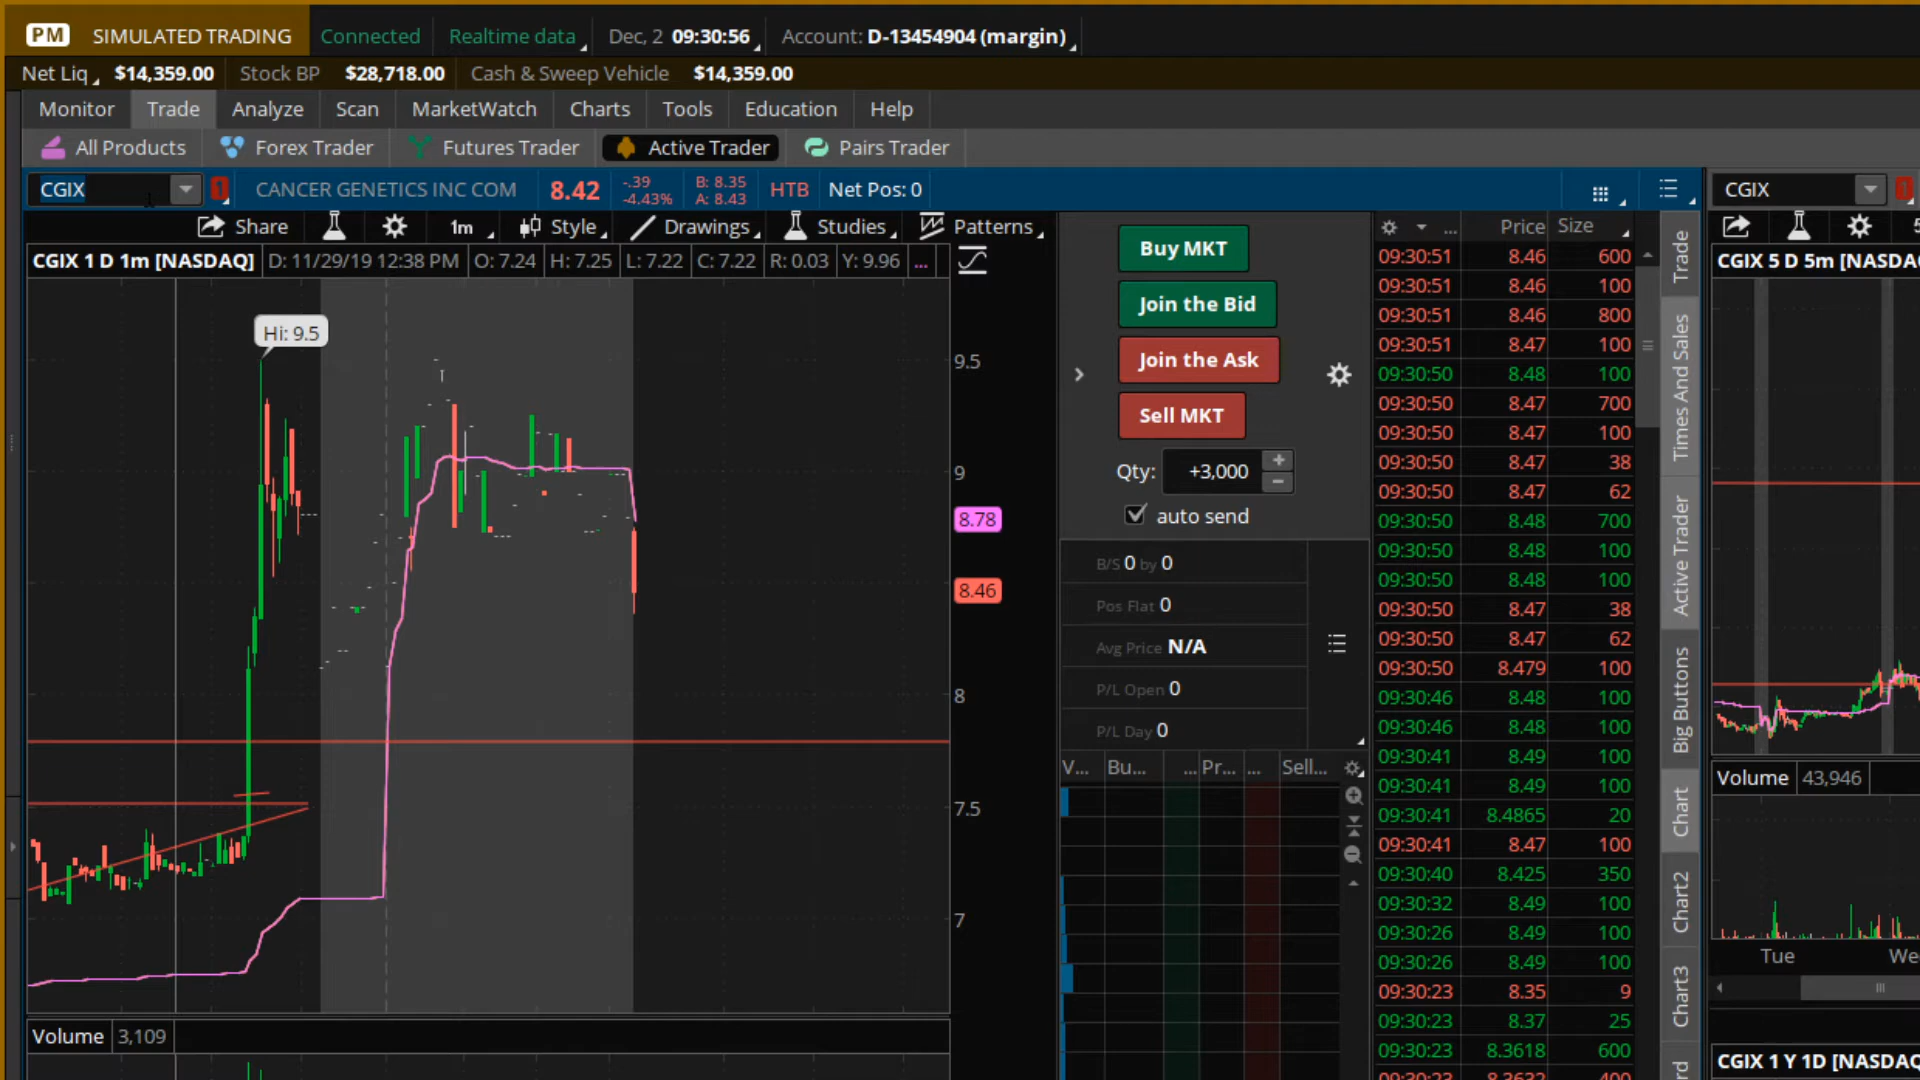 PM SIMULATED TRADING Connected Realtime data Dec, 2 09:30:56 Account: D-13454904 (margin)
Net Liq $14,359.00 Stock BP $28,718.00 Cash & Sweep Vehicle $14,359.00
Monitor Trade Analyze Scan MarketWatch Charts Tools Education Help
All Products Forex Trader Futures Trader Active Trader Pairs Trader
CGIX 1 CANCER GENETICS INC COM 8.42 -.39 -4.43% B: 8.35 A: 8.43 HTB Net Pos: 0
Share 1m Style Drawings Studies Patterns
CGIX 1 D 1m [NASDAQ] D: 11/29/19 12:38 PM O: 7.24 H: 7.25 L: 7.22 C: 7.22 R: 0.03 Y: 9.96 ...
Hi: 9.5
9.5
9
8.78
8.46
8
7.5
7
Volume 3,109
Buy MKT
Join the Bid
Join the Ask
Sell MKT
Qty: +3,000
auto send
B/S 0 by 0
Pos Flat 0
Avg Price N/A
P/L Open 0
P/L Day 0
V... Bu... ... Pr... ... Sell...
... Price Size
09:30:51 8.46 600
09:30:51 8.46 100
09:30:51 8.46 800
09:30:51 8.47 100
09:30:50 8.48 100
09:30:50 8.47 700
09:30:50 8.47 100
09:30:50 8.47 38
09:30:50 8.47 62
09:30:50 8.48 700
09:30:50 8.48 100
09:30:50 8.48 100
09:30:50 8.47 38
09:30:50 8.47 62
09:30:50 8.479 100
09:30:46 8.48 100
09:30:46 8.48 100
09:30:41 8.49 100
09:30:41 8.49 100
09:30:41 8.4865 20
09:30:41 8.47 100
09:30:40 8.425 350
09:30:32 8.49 100
09:30:26 8.49 100
09:30:26 8.49 100
09:30:23 8.35 9
09:30:23 8.37 25
09:30:23 8.3618 600
Trade
Times And Sales
Active Trader
Big Buttons
Chart
Chart2
Chart3
CGIX
CGIX 5 D 5m [NASDAQ
Volume 43,946
Tue We
CGIX 1 Y 1D [NASDAQ